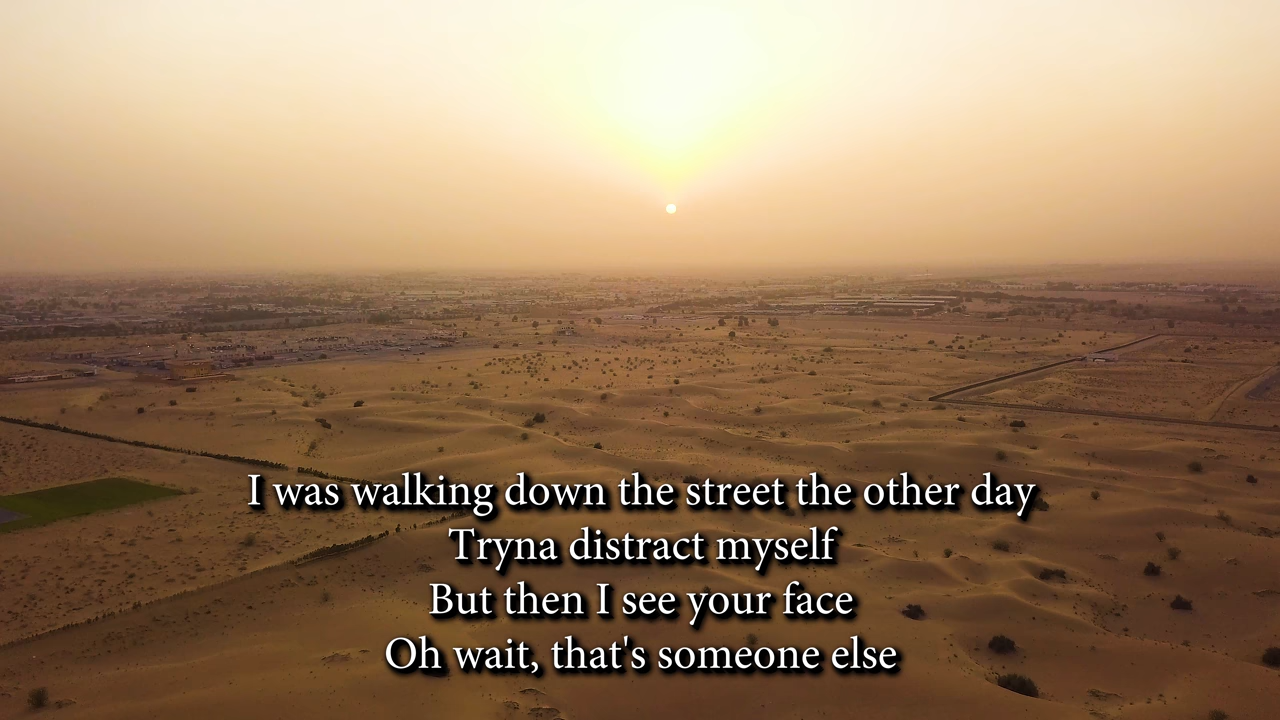 I was walking down the street the other day
Tryna distract myself
But then I see your face
Oh wait, that's someone else